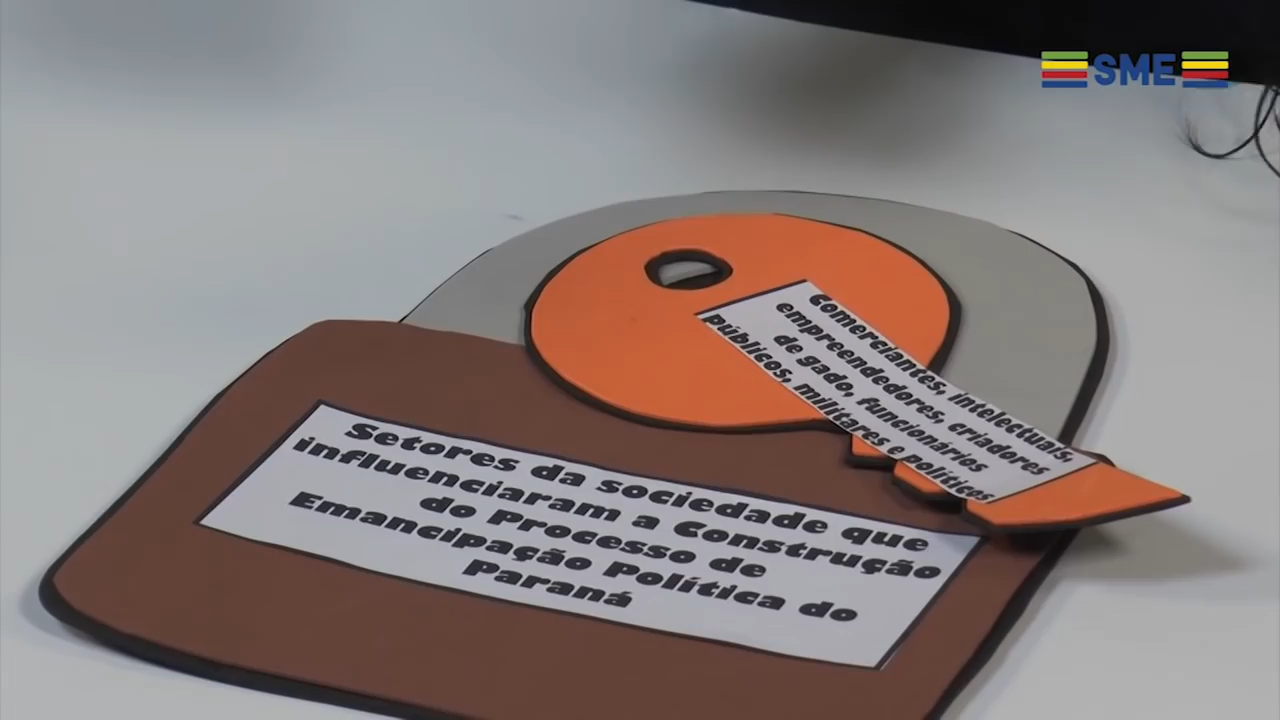 SME
Comerciantes, intelectuais,
empreendedores, criadores
de gado, funcionários
públicos, militares e políticos
Setores da sociedade que
influenciaram a Construção
do Processo de
Emancipação Política do
Paraná